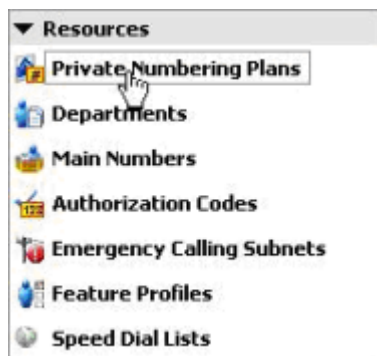 Resources
Private Numbering Plans
Departments
Main Numbers
Authorization Codes
Emergency Calling Subnets
Feature Profiles
Speed Dial Lists